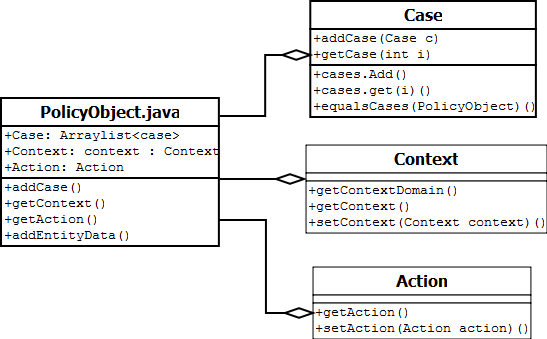 Case
+addCase(Case c)
+getCase(int i)
+cases.Add()
+cases.get(i)()
+equalsCases(PolicyObject)()
PolicyObject.java
+Case: Arraylist<case>
+Context: context : Context
+Action: Action
+addCase()
+getContext()
+getAction()
+addEntityData()
Context
+getContextDomain()
+getContext()
+setContext(Context context)()
Action
+getAction()
+setAction(Action action)()